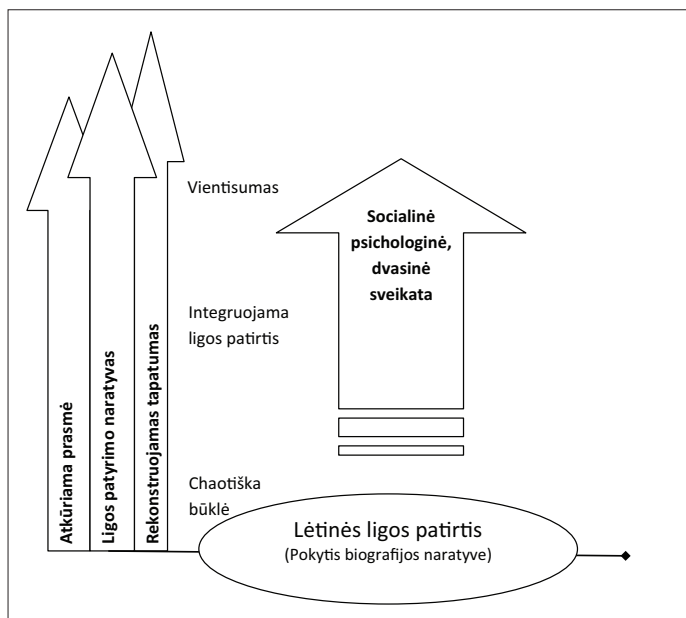 Atkūriama prasmė
Ligos patyrimo naratyvas
Rekonstruojamas tapatumas
Vientisumas
Integruojama
ligos patirtis
Chaotiška
būklė
Socialinė
psichologinė,
dvasinė
sveikata
Lėtinės ligos patirtis
(Pokytis biografijos naratyve)